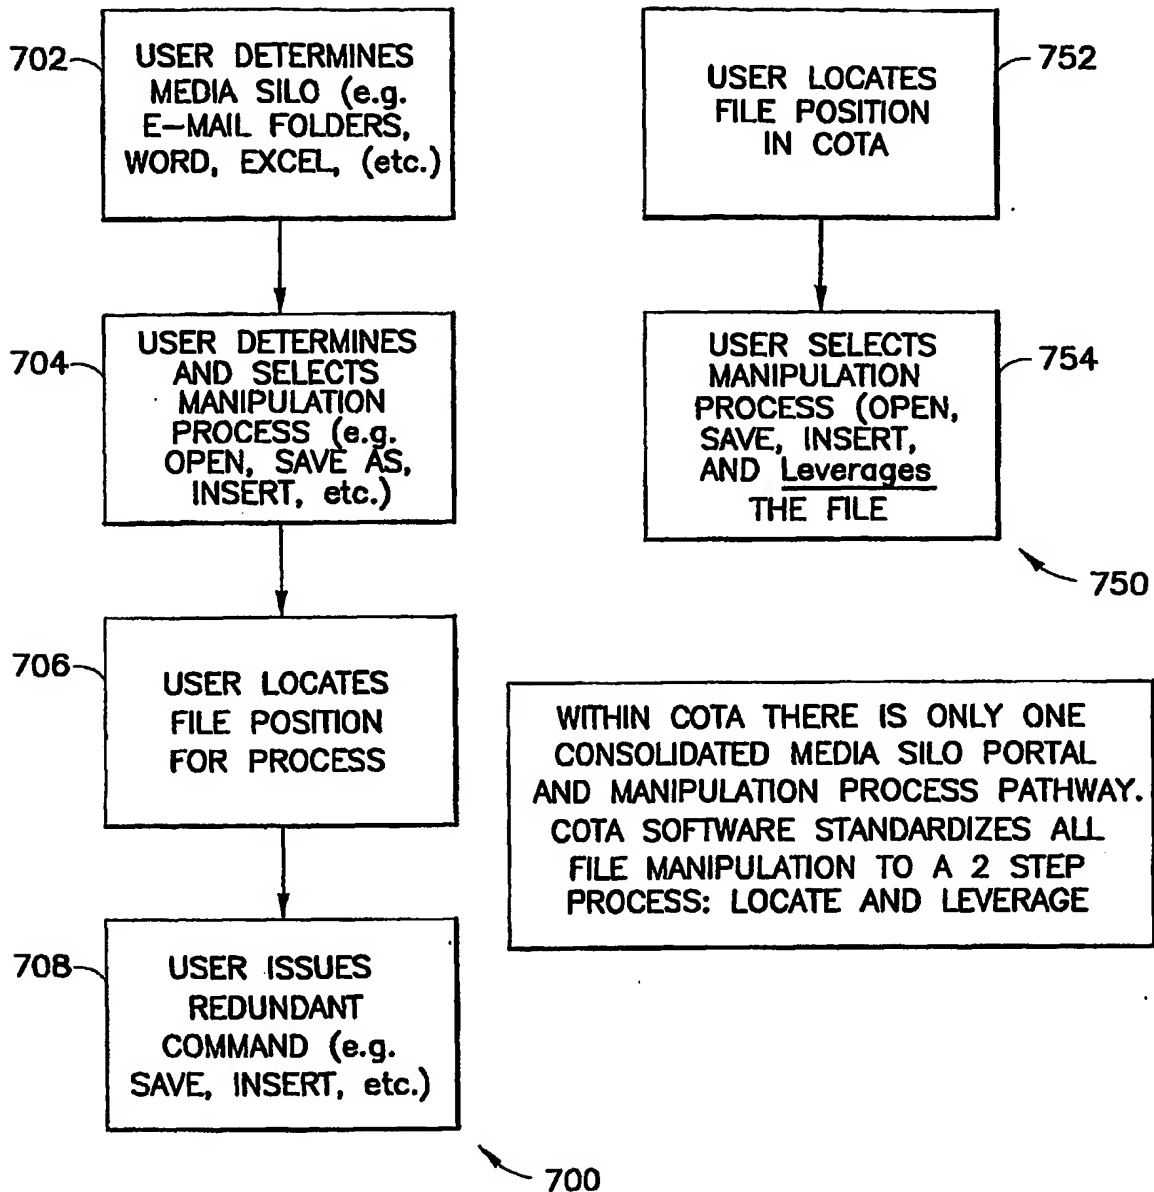 702
USER DETERMINES
MEDIA SILO (e.g.
E-MAIL FOLDERS,
WORD, EXCEL, (etc.)
704
USER DETERMINES
AND SELECTS
MANIPULATION
PROCESS (e.g.
OPEN, SAVE AS,
INSERT, etc.)
706
USER LOCATES
FILE POSITION
FOR PROCESS
708
USER ISSUES
REDUNDANT
COMMAND (e.g.
SAVE, INSERT, etc.)
700
752
USER LOCATES
FILE POSITION
IN COTA
754
USER SELECTS
MANIPULATION
PROCESS (OPEN,
SAVE, INSERT,
AND Leverages
THE FILE
750
WITHIN COTA THERE IS ONLY ONE
CONSOLIDATED MEDIA SILO PORTAL
AND MANIPULATION PROCESS PATHWAY.
COTA SOFTWARE STANDARDIZES ALL
FILE MANIPULATION TO A 2 STEP
PROCESS: LOCATE AND LEVERAGE